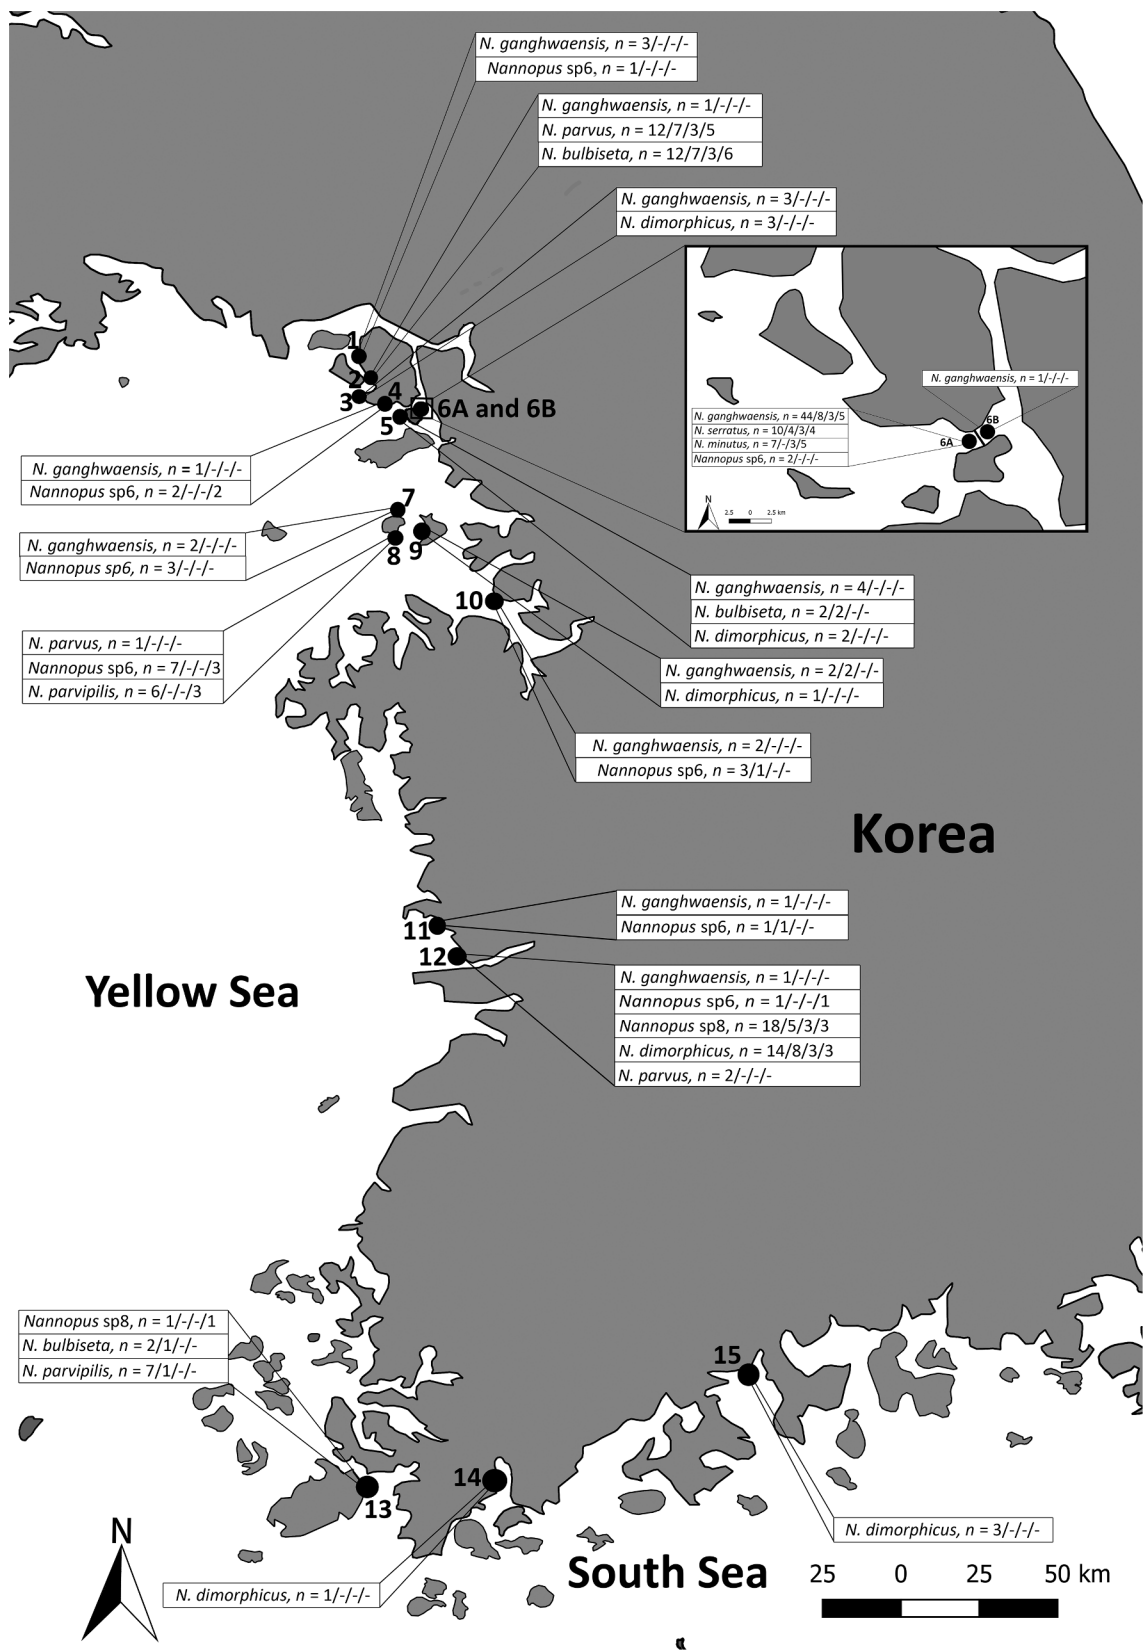 N. ganghwaensis, n = 3/-/-/-
Nannopus sp6, n = 1/-/-/-
N. ganghwaensis, n = 1/-/-/-
N. parvus, n = 12/7/3/5
N. bulbiseta, n = 12/7/3/6
N. ganghwaensis, n = 3/-/-/-
N. dimorphicus, n = 3/-/-/-
N. ganghwaensis, n = 1/-/-/-
N. ganghwaensis, n = 44/8/3/5
N. serratus, n = 10/4/3/4
N. minutus, n = 7/-/3/5
Nannopus sp6, n = 2/-/-/-
6A
6B
N
2.5 0 2.5 km
1
2
3
4
5
6A and 6B
N. ganghwaensis, n = 1/-/-/-
Nannopus sp6, n = 2/-/-/2
7
8
9
10
N. ganghwaensis, n = 2/-/-/-
Nannopus sp6, n = 3/-/-/-
N. ganghwaensis, n = 4/-/-/-
N. bulbiseta, n = 2/2/-/-
N. dimorphicus, n = 2/-/-/-
N. parvus, n = 1/-/-/-
Nannopus sp6, n = 7/-/-/3
N. parvipilis, n = 6/-/-/3
N. ganghwaensis, n = 2/2/-/-
N. dimorphicus, n = 1/-/-/-
N. ganghwaensis, n = 2/-/-/-
Nannopus sp6, n = 3/1/-/-
Korea
11
12
N. ganghwaensis, n = 1/-/-/-
Nannopus sp6, n = 1/1/-/-
Yellow Sea
N. ganghwaensis, n = 1/-/-/-
Nannopus sp6, n = 1/-/-/1
Nannopus sp8, n = 18/5/3/3
N. dimorphicus, n = 14/8/3/3
N. parvus, n = 2/-/-/-
Nannopus sp8, n = 1/-/-/1
N. bulbiseta, n = 2/1/-/-
N. parvipilis, n = 7/1/-/-
15
14
13
N. dimorphicus, n = 3/-/-/-
N
South Sea
N. dimorphicus, n = 1/-/-/-
25 0 25 50 km